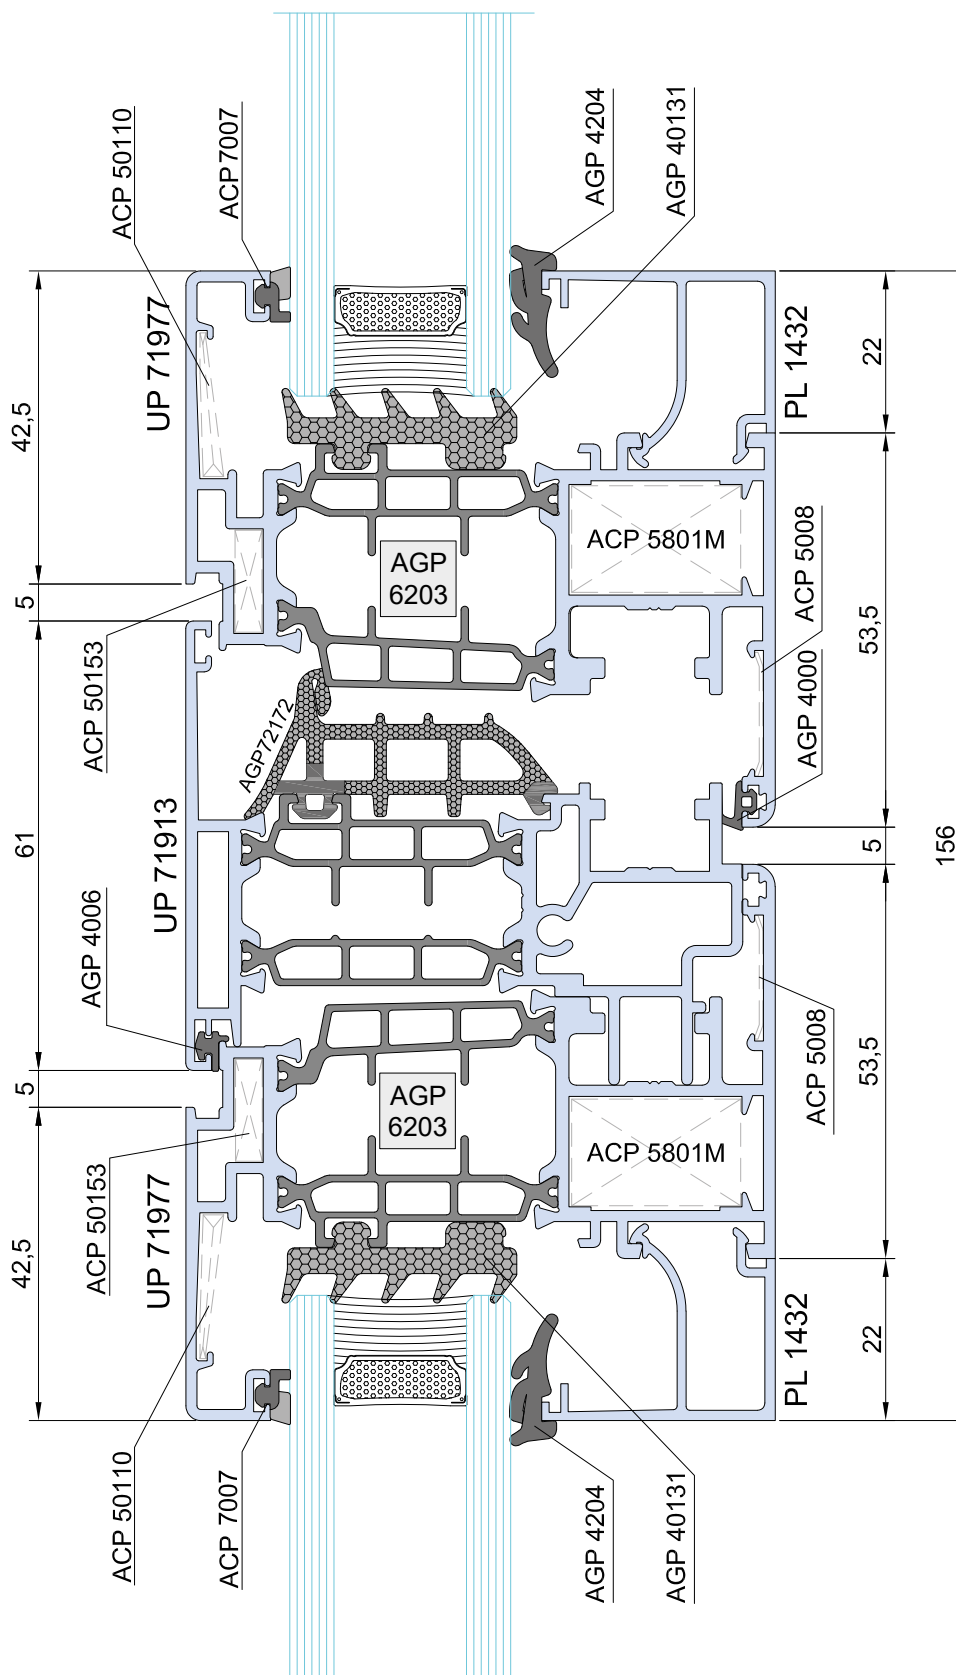 ACP 50110
ACP7007
AGP 4204
AGP 40131
UP 71977
PL 1432
42,5
22
ACP 5801M
ACP 5008
AGP
6203
5
53,5
ACP 50153
AGP 4000
AGP72172
61
UP 71913
5
156
AGP 4006
ACP 5008
53,5
5
AGP
6203
ACP 5801M
ACP 50153
UP 71977
42,5
PL 1432
22
ACP 50110
ACP 7007
AGP 4204
AGP 40131